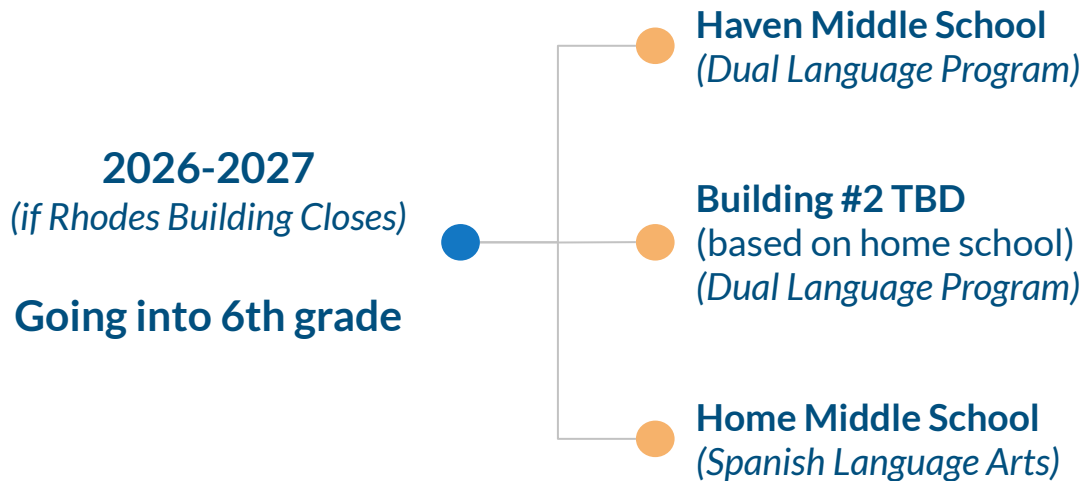 2026-2027
(if Rhodes Building Closes)
Going into 6th grade
Haven Middle School
(Dual Language Program)
Building #2 TBD
(based on home school)
(Dual Language Program)
Home Middle School
(Spanish Language Arts)